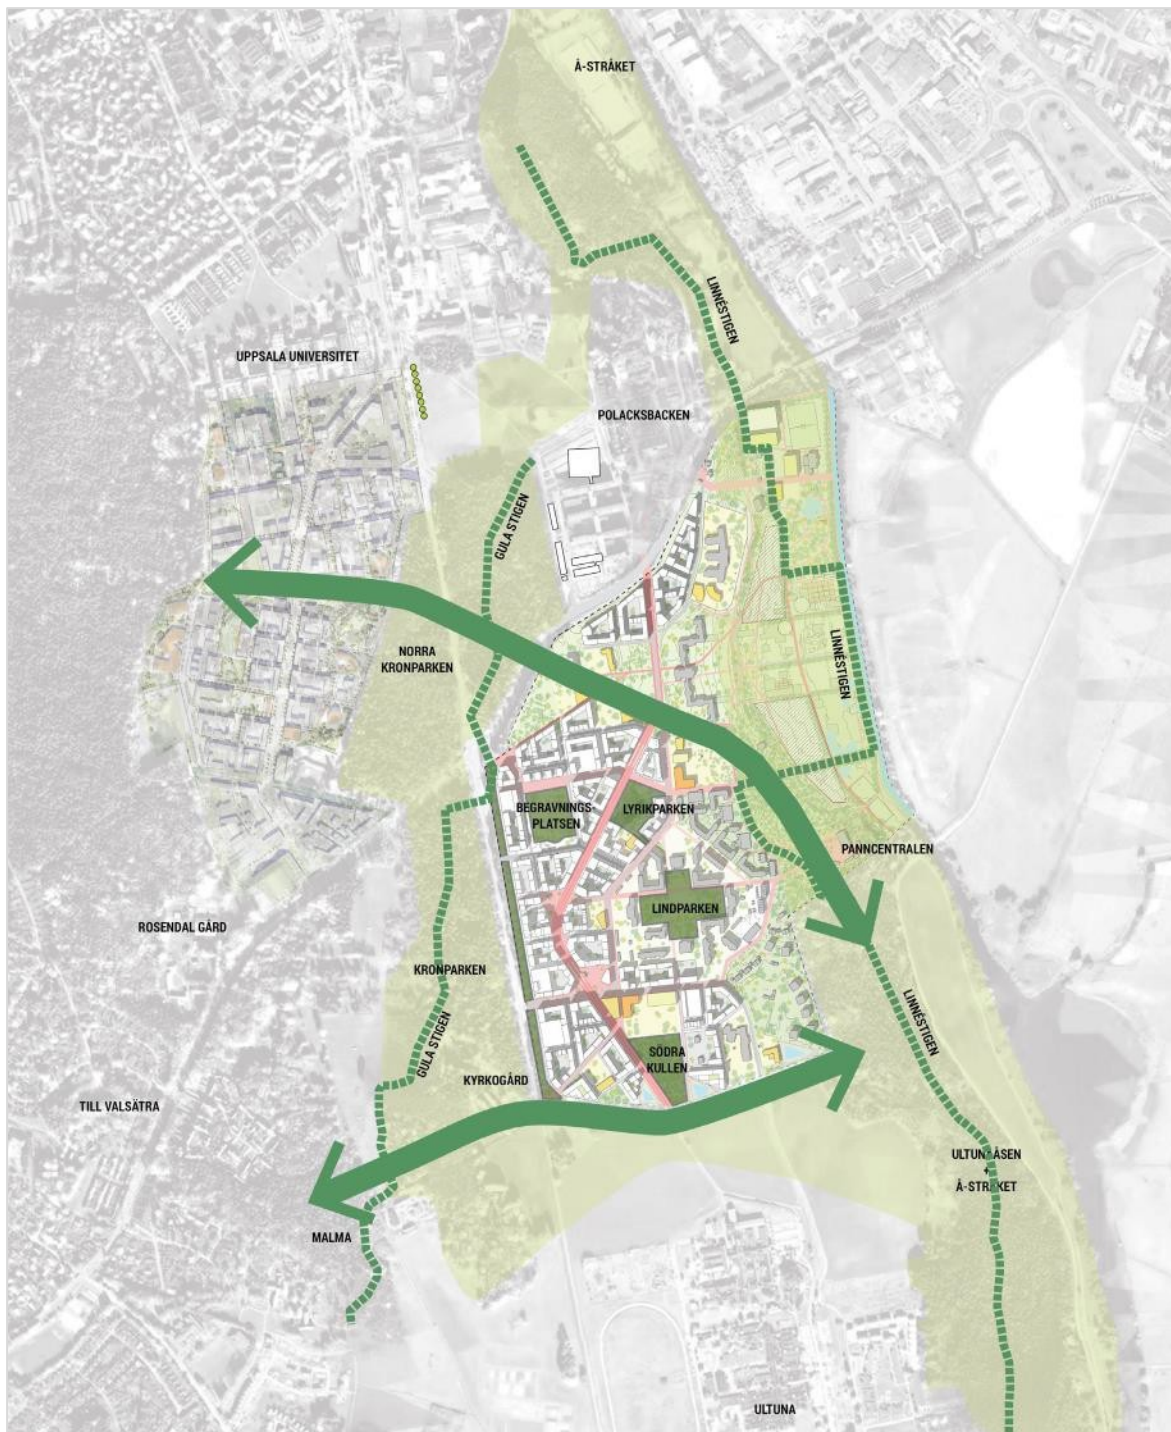 Å-STRÅKET
LINNÉSTIGEN
UPPSALA UNIVERSITET
POLACKSBACKEN
GULA STIGEN
NORRA
KRONPARKEN
LINNÉSTIGEN
BEGRAVNINGS-
PLATSEN
LYRIKPARKEN
PANNCENTRALEN
LINDPARKEN
ROSENDAL GÅRD
KRONPARKEN
LINNÉSTIGEN
GULA STIGEN
SÖDRA
KULLEN
KYRKOGÅRD
TILL VALSÄTRA
ULTUNAÅSEN
+
Å-STRÅKET
MALMA
ULTUNA